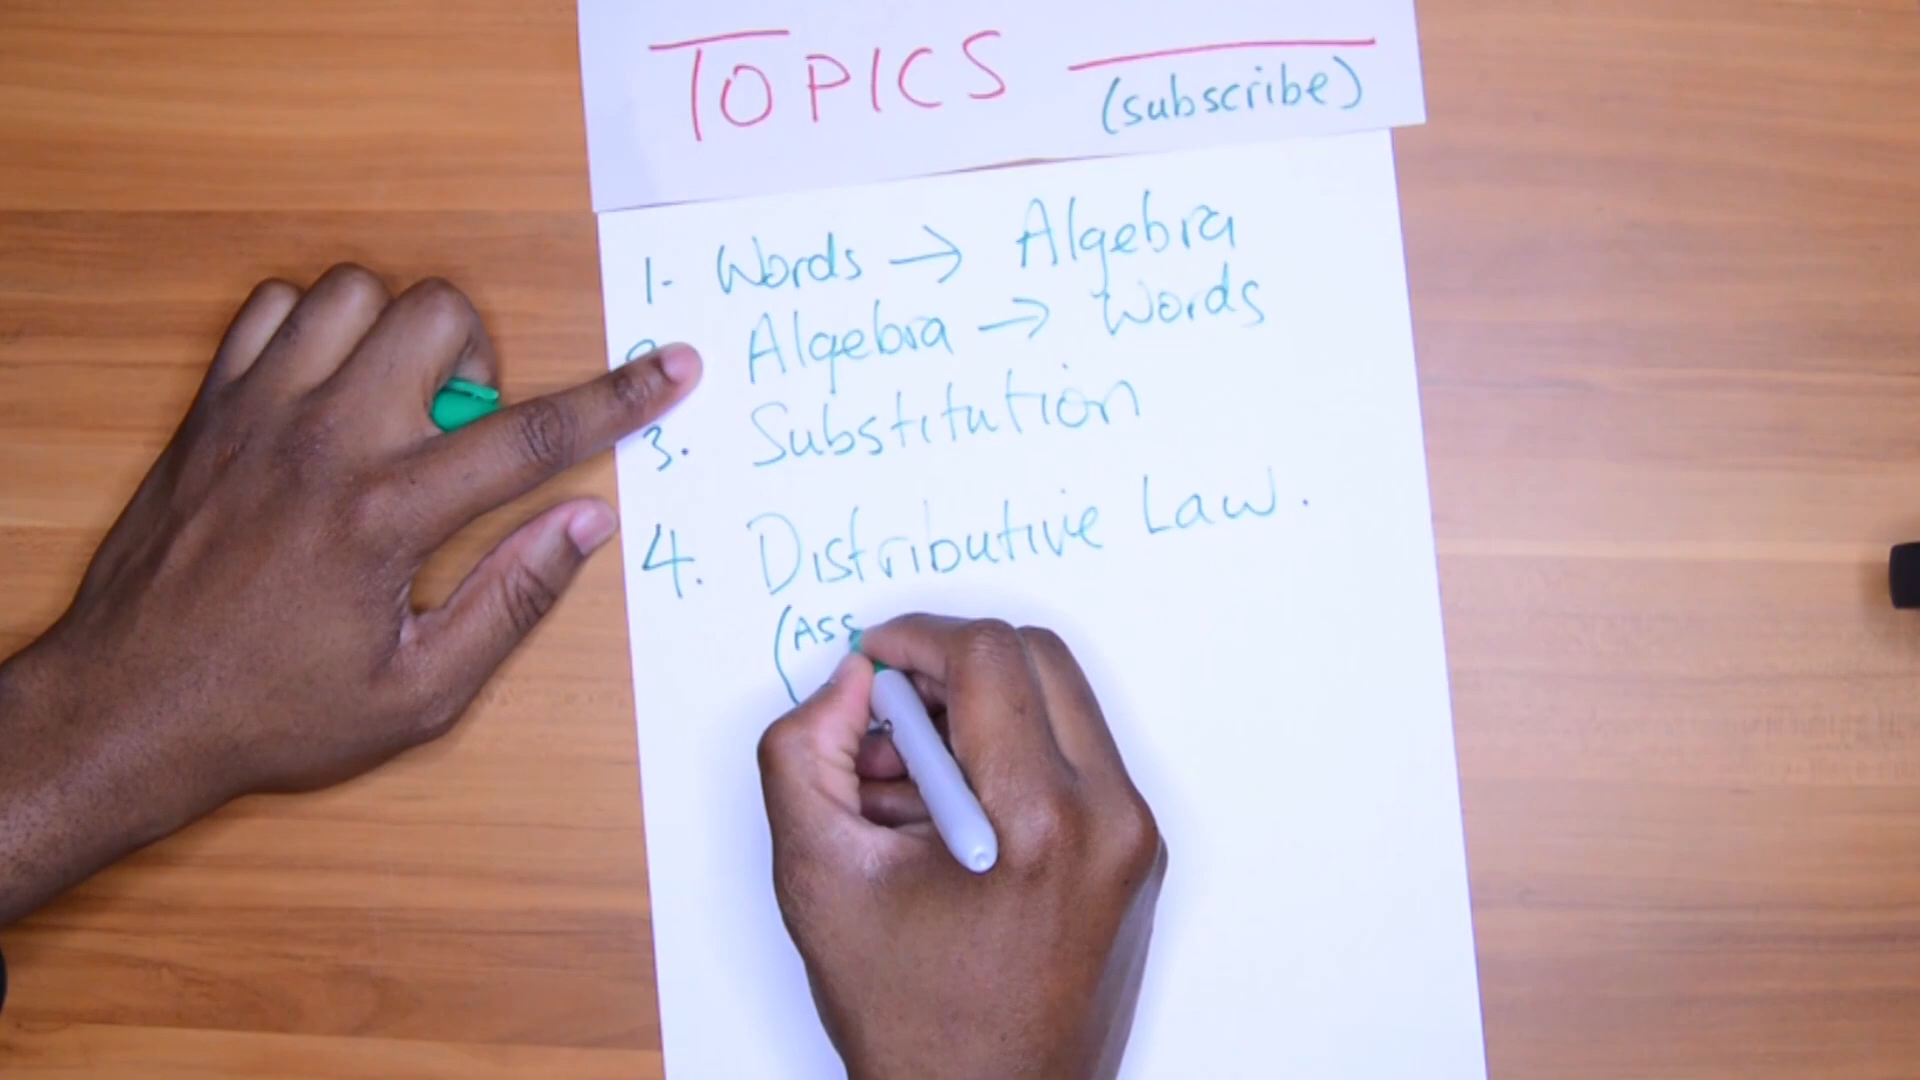 TOPICS
(subscribe)
1. Words → Algebra
Algebra → Words
3. Substitution
4. Distributive Law.
(Ass